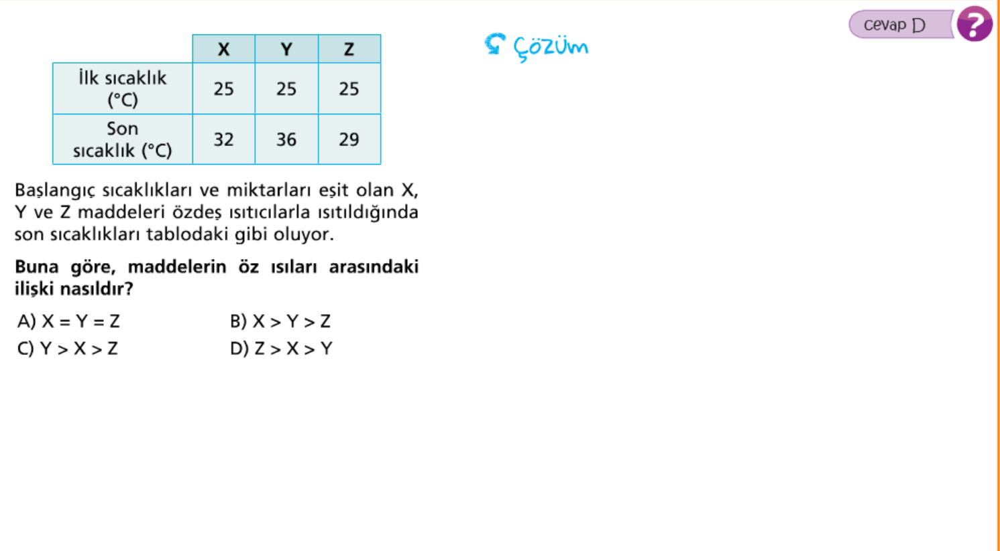 cevap D
?
Çözüm
X Y Z
İlk sıcaklık
(°C)
25 25 25
Son
sıcaklık (°C)
32 36 29
Başlangıç sıcaklıkları ve miktarları eşit olan X,
Y ve Z maddeleri özdeş ısıtıcılarla ısıtıldığında
son sıcaklıkları tablodaki gibi oluyor.
Buna göre, maddelerin öz ısıları arasındaki
ilişki nasıldır?
A) X = Y = Z B) X > Y > Z
C) Y > X > Z D) Z > X > Y